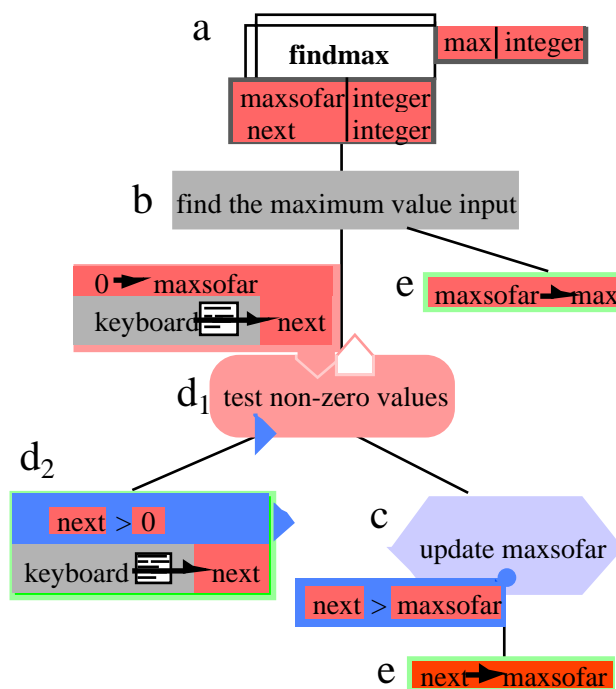 a
findmax
max integer
maxsofar integer
next integer
b
find the maximum value input
0 maxsofar
keyboard next
e
maxsofar max
d1
test non-zero values
d2
next > 0
keyboard next
c
update maxsofar
next > maxsofar
e
next maxsofar